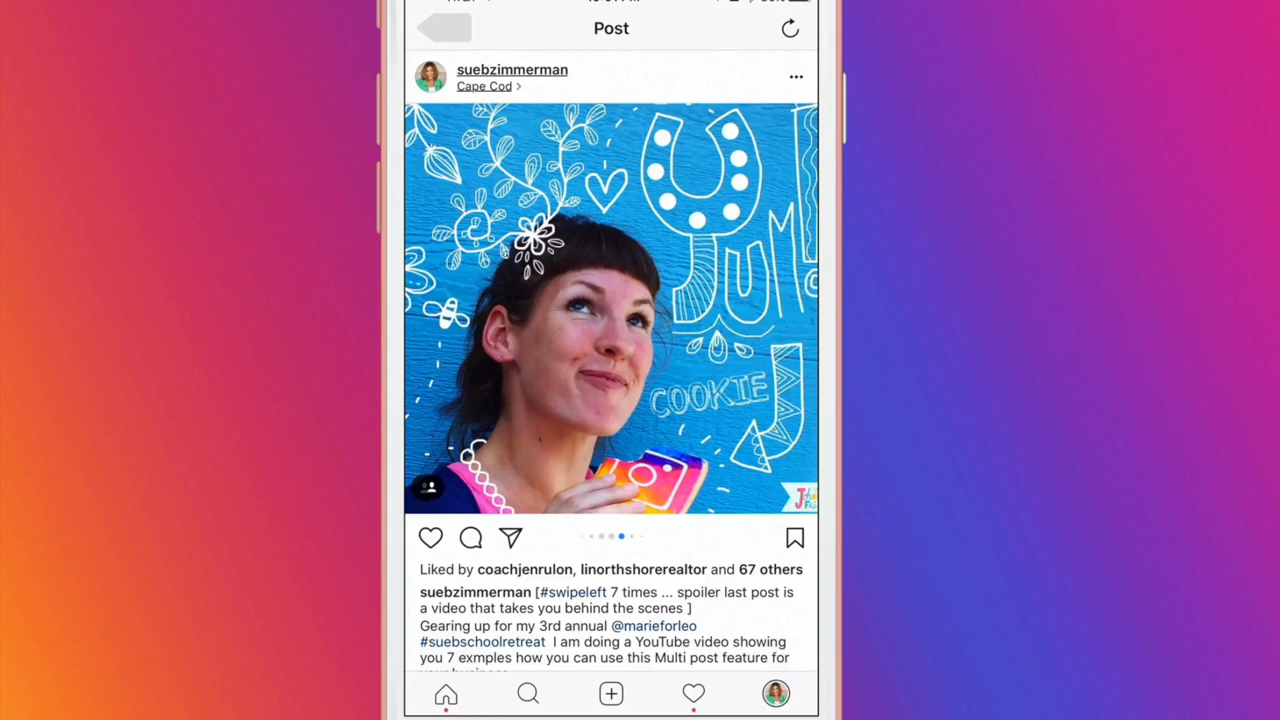 Post
suebzimmerman
Cape Cod >
YUM!
COOKIE
Liked by coachjenrulon, linorthshorerealtor and 67 others
suebzimmerman [#swipeleft 7 times ... spoiler last post is
a video that takes you behind the scenes ]
Gearing up for my 3rd annual @marieforleo
#suebschoolretreat I am doing a YouTube video showing
you 7 exmples how you can use this Multi post feature for